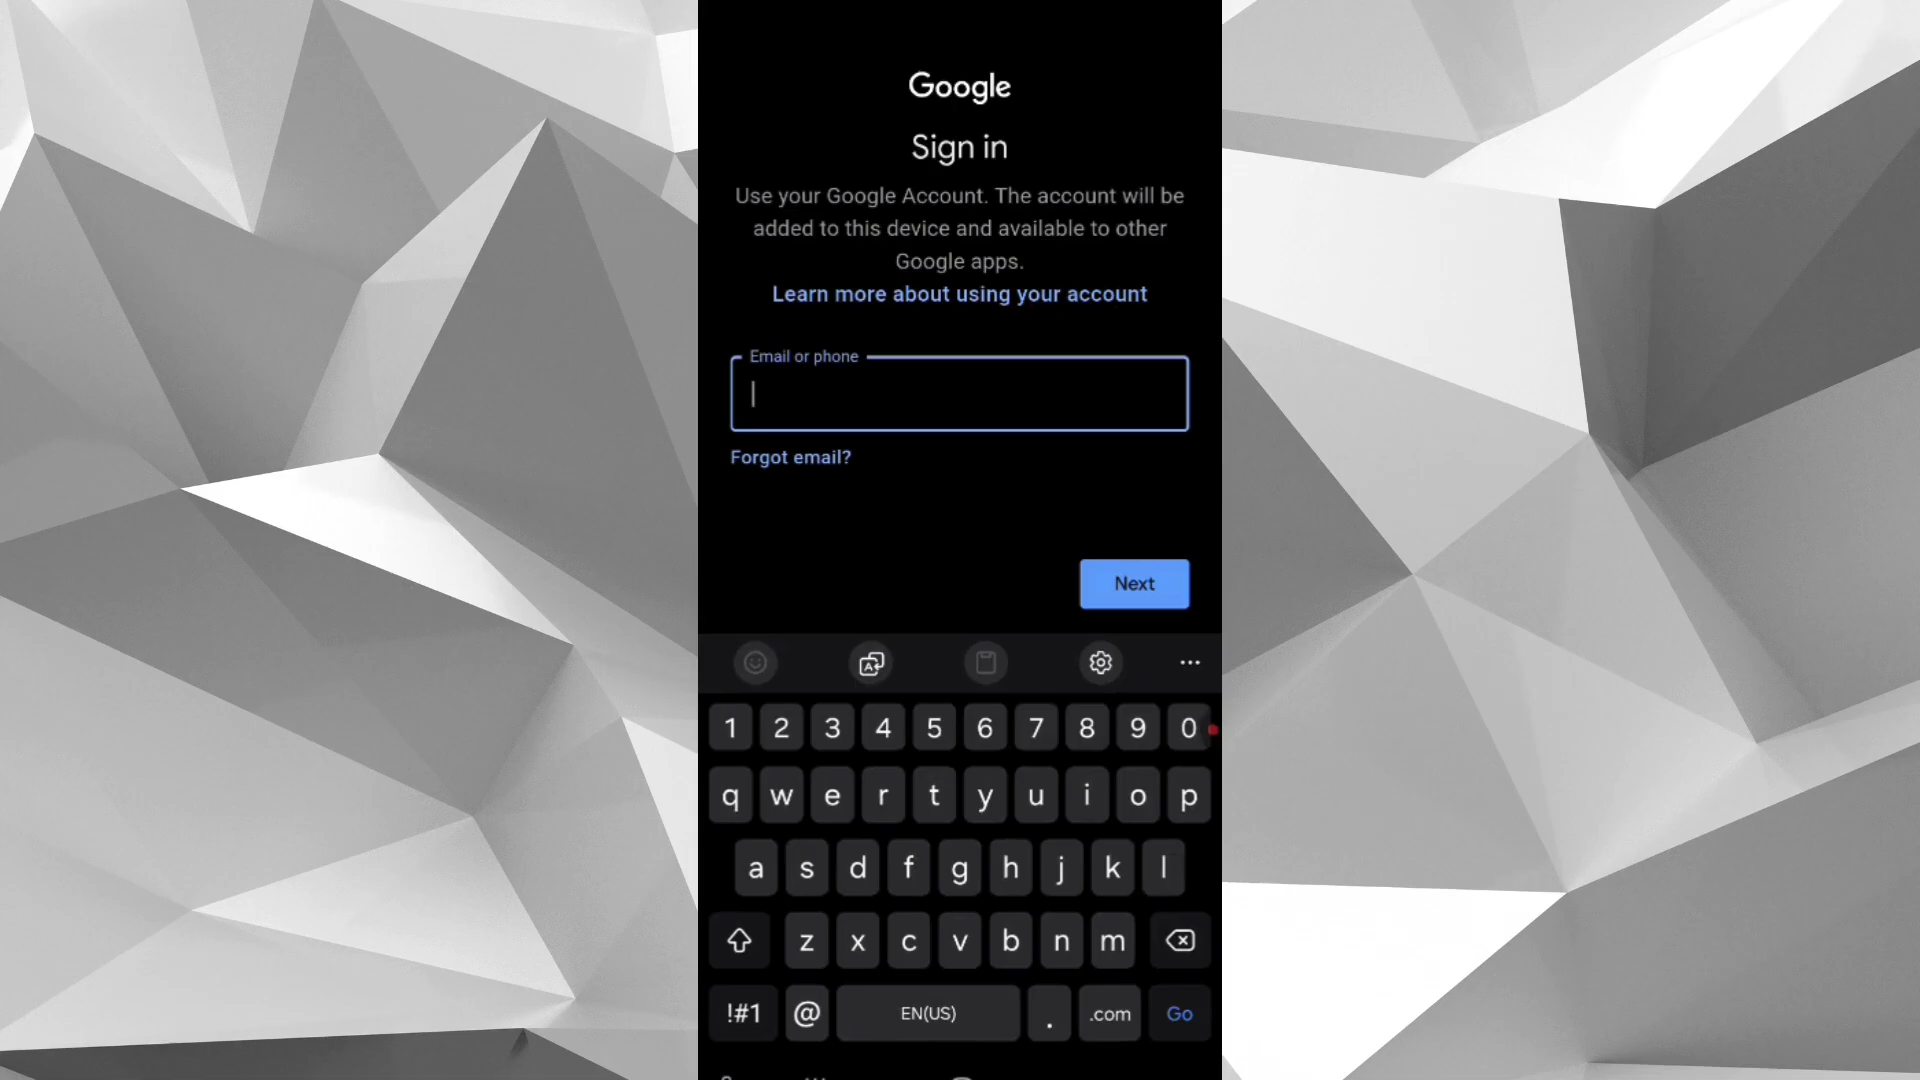 Google
Sign in
Use your Google Account. The account will be
added to this device and available to other
Google apps.
Learn more about using your account
Email or phone
Forgot email?
Next
1 2 3 4 5 6 7 8 9 0
q w e r t y u i o p
a s d f g h j k l
z x c v b n m
!#1 @ EN(US) . .com Go